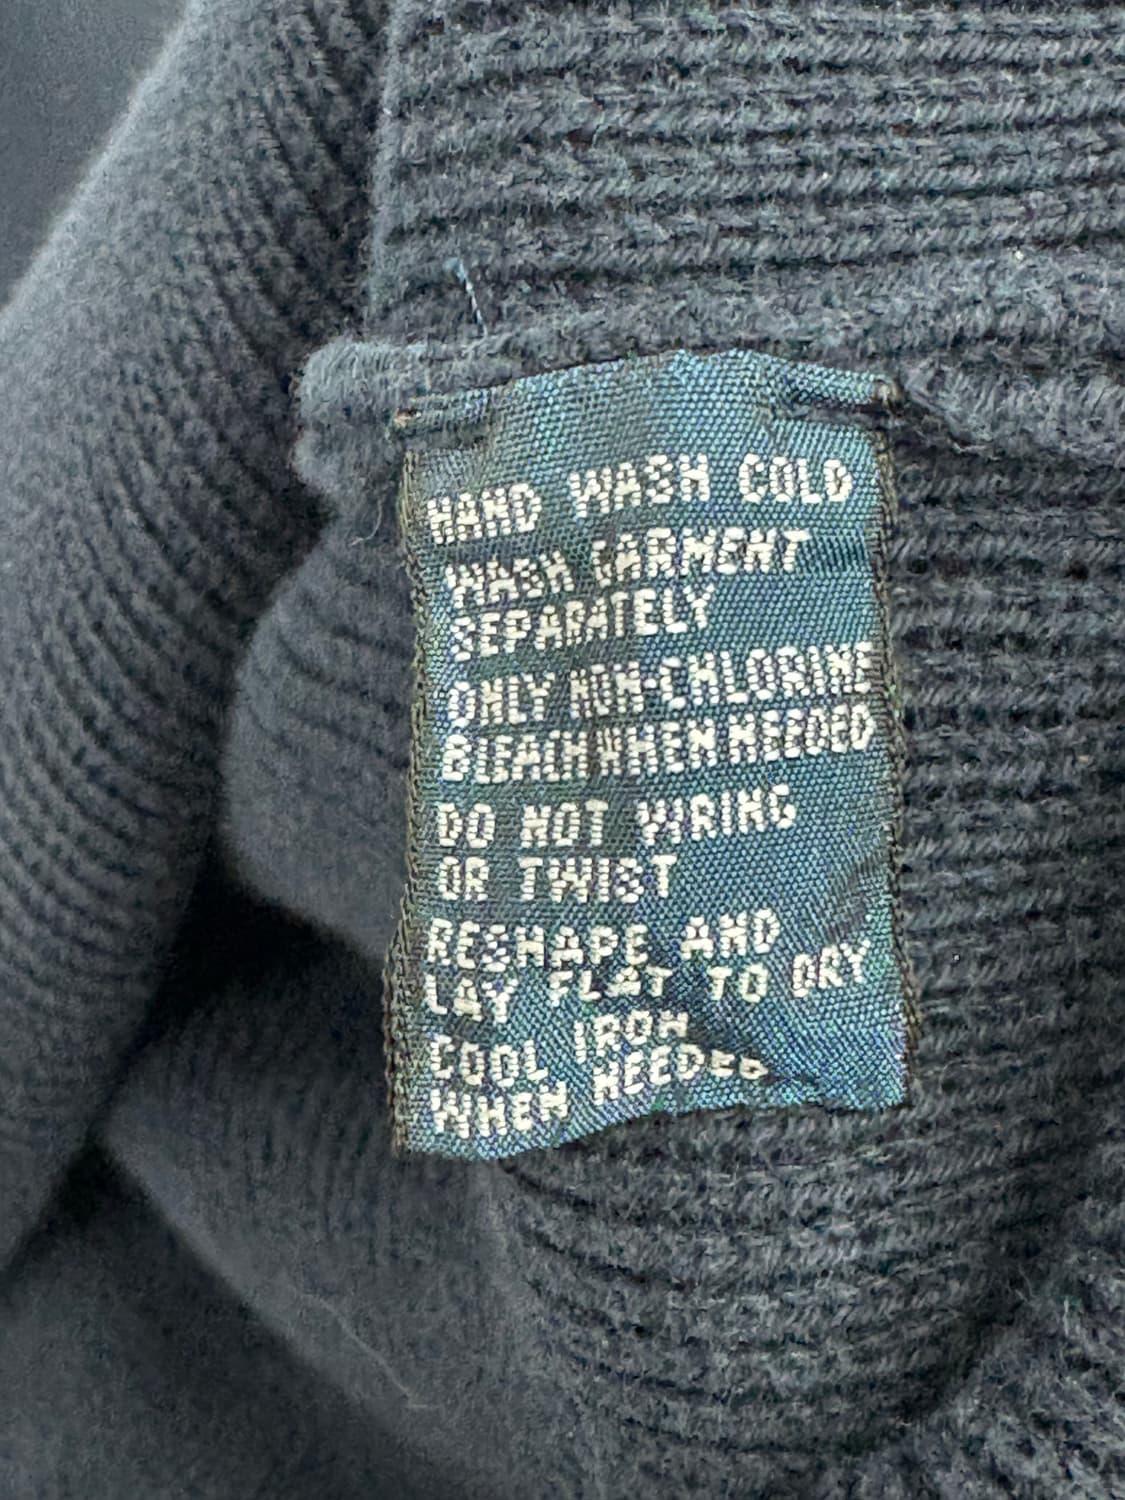 HAND WASH COLD
WASH GARMENT
SEPARATELY
ONLY NON-CHLORINE
BLEACH WHEN NEEDED
DO NOT WRING
OR TWIST
RESHAPE AND
LAY FLAT TO DRY
COOL IRON
WHEN NEEDED